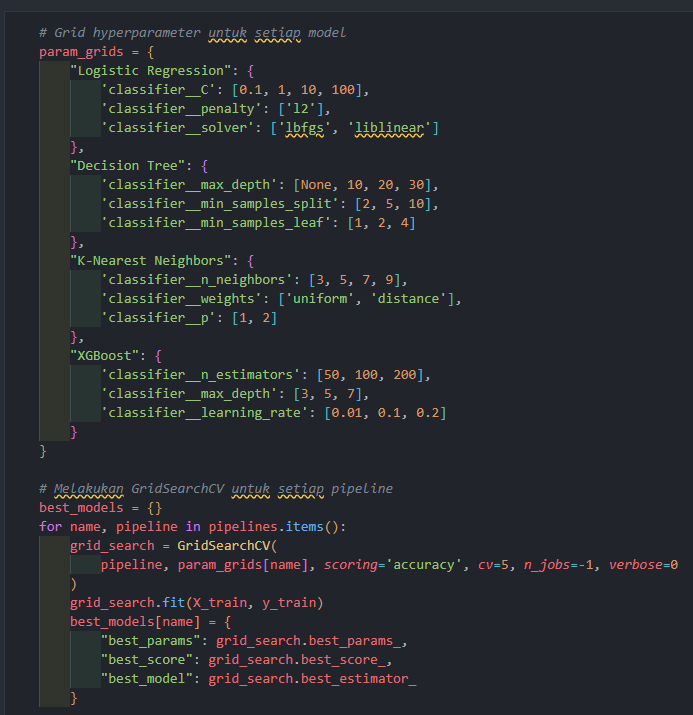 # Grid hyperparameter untuk setiap model
param_grids = {
    "Logistic Regression": {
        'classifier__C': [0.1, 1, 10, 100],
        'classifier__penalty': ['l2'],
        'classifier__solver': ['lbfgs', 'liblinear']
    },
    "Decision Tree": {
        'classifier__max_depth': [None, 10, 20, 30],
        'classifier__min_samples_split': [2, 5, 10],
        'classifier__min_samples_leaf': [1, 2, 4]
    },
    "K-Nearest Neighbors": {
        'classifier__n_neighbors': [3, 5, 7, 9],
        'classifier__weights': ['uniform', 'distance'],
        'classifier__p': [1, 2]
    },
    "XGBoost": {
        'classifier__n_estimators': [50, 100, 200],
        'classifier__max_depth': [3, 5, 7],
        'classifier__learning_rate': [0.01, 0.1, 0.2]
    }
}
# Melakukan GridSearchCV untuk setiap pipeline
best_models = {}
for name, pipeline in pipelines.items():
    grid_search = GridSearchCV(
        pipeline, param_grids[name], scoring='accuracy', cv=5, n_jobs=-1, verbose=0
    )
    grid_search.fit(X_train, y_train)
    best_models[name] = {
        "best_params": grid_search.best_params_,
        "best_score": grid_search.best_score_,
        "best_model": grid_search.best_estimator_
    }